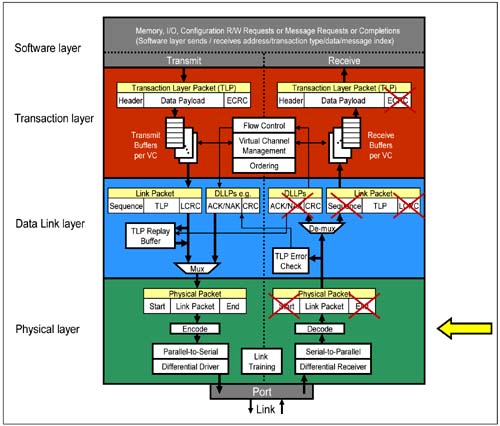 Memory, I/O, Configuration R/W Requests or Message Requests or Completions
(Software layer sends / receives address/transaction type/data/message index)
Software layer
Transmit
Receive
Transaction Layer Packet (TLP)
Header
Data Payload
ECRC
Transaction Layer Packet (TLP)
Header
Data Payload
ECRC
Transaction layer
Transmit
Buffers
per VC
Flow Control
Virtual Channel
Management
Ordering
Receive
Buffers
per VC
Link Packet
Sequence
TLP
LCRC
DLLPs e.g.
ACK/NAK
CRC
DLLPs
ACK/NAK
CRC
Link Packet
Sequence
TLP
LCRC
Data Link layer
TLP Replay
Buffer
De-mux
TLP Error
Check
Mux
Physical Packet
Start
Link Packet
End
Physical Packet
Start
Link Packet
End
Physical layer
Encode
Decode
Parallel-to-Serial
Differential Driver
Link
Training
Serial-to-Parallel
Differential Receiver
Port
Link